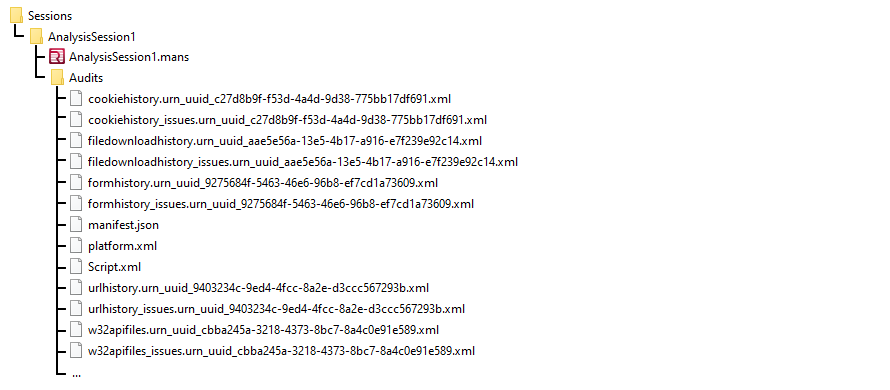 Sessions
AnalysisSession1
AnalysisSession1.mans
Audits
cookiehistory.urn_uuid_c27d8b9f-f53d-4a4d-9d38-775bb17df691.xml
cookiehistory_issues.urn_uuid_c27d8b9f-f53d-4a4d-9d38-775bb17df691.xml
filedownloadhistory.urn_uuid_aae5e56a-13e5-4b17-a916-e7f239e92c14.xml
filedownloadhistory_issues.urn_uuid_aae5e56a-13e5-4b17-a916-e7f239e92c14.xml
formhistory.urn_uuid_9275684f-5463-46e6-96b8-ef7cd1a73609.xml
formhistory_issues.urn_uuid_9275684f-5463-46e6-96b8-ef7cd1a73609.xml
manifest.json
platform.xml
Script.xml
urlhistory.urn_uuid_9403234c-9ed4-4fcc-8a2e-d3ccc567293b.xml
urlhistory_issues.urn_uuid_9403234c-9ed4-4fcc-8a2e-d3ccc567293b.xml
w32apifiles.urn_uuid_cbba245a-3218-4373-8bc7-8a4c0e91e589.xml
w32apifiles_issues.urn_uuid_cbba245a-3218-4373-8bc7-8a4c0e91e589.xml
...